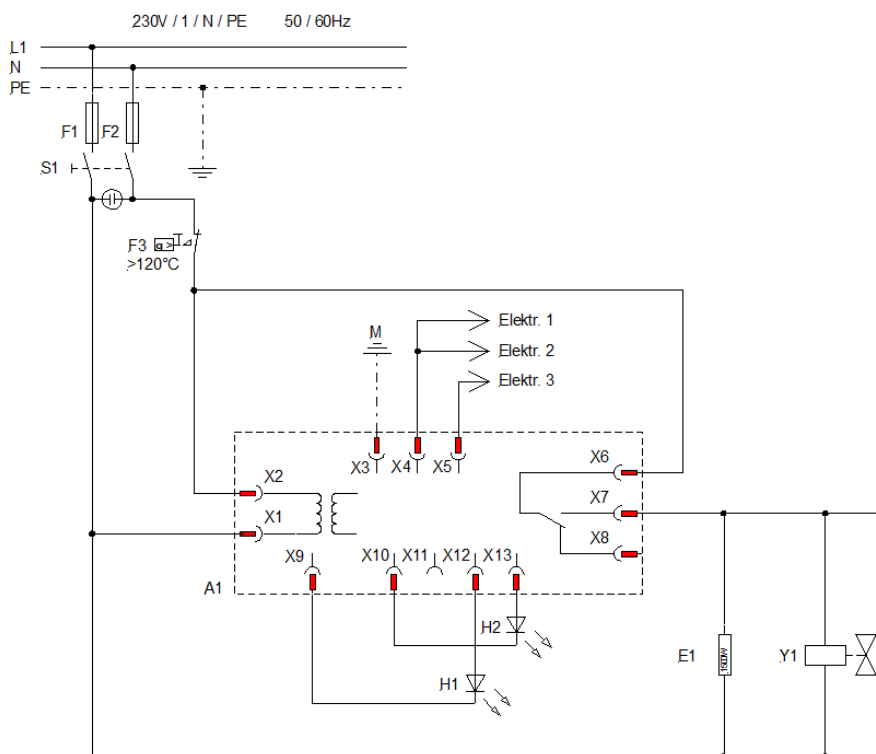 230V / 1 / N / PE 50 / 60Hz
L1
N
PE
F1 F2
S1
F3
>120°C
Elektr. 1
M
Elektr. 2
Elektr. 3
X3 X4 X5
X6
X2
X7
X1
X8
X9 X10 X11 X12 X13
A1
H2
E1 1500W Y1
H1